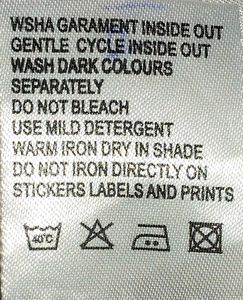 WSHA GARAMENT INSIDE OUT
GENTLE CYCLE INSIDE OUT
WASH DARK COLOURS
SEPARATELY
DO NOT BLEACH
USE MILD DETERGENT
WARM IRON DRY IN SHADE
DO NOT IRON DIRECTLY ON
STICKERS LABELS AND PRINTS
40°C